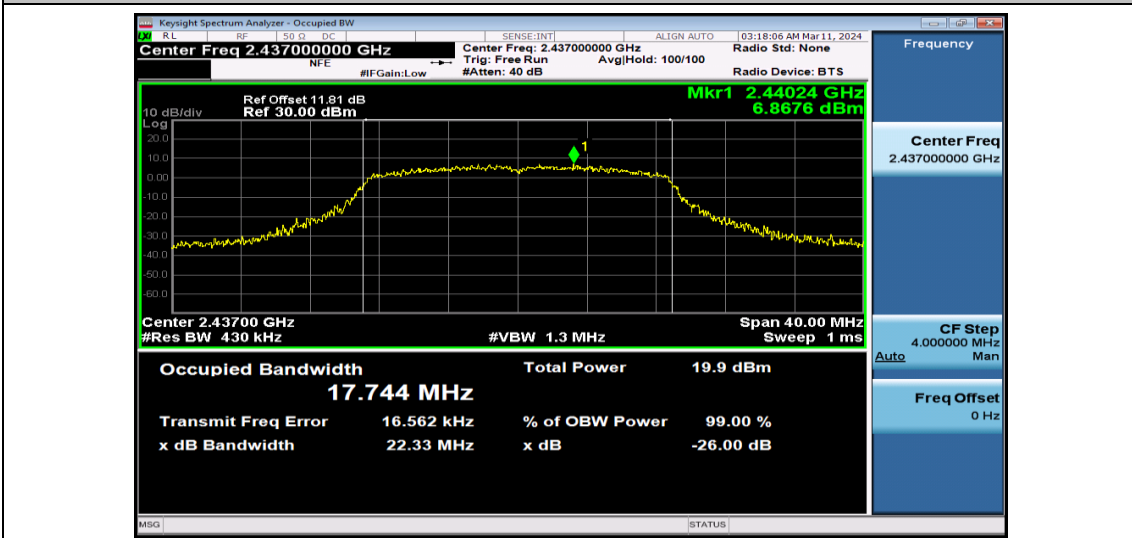 Keysight Spectrum Analyzer - Occupied BW
LXI RL RF 50 Ω DC SENSE:INT ALIGN AUTO 03:18:06 AM Mar 11, 2024
Center Freq 2.437000000 GHz Center Freq: 2.437000000 GHz Radio Std: None
NFE Trig: Free Run Avg|Hold: 100/100
#IFGain:Low #Atten: 40 dB Radio Device: BTS
Frequency
Mkr1 2.44024 GHz
6.8676 dBm
Ref Offset 11.81 dB
10 dB/div Ref 30.00 dBm
Log
20.0
10.0
0.00
-10.0
-20.0
-30.0
-40.0
-50.0
-60.0
1
Center 2.43700 GHz Span 40.00 MHz
#Res BW 430 kHz #VBW 1.3 MHz Sweep 1 ms
Occupied Bandwidth Total Power 19.9 dBm
17.744 MHz
Transmit Freq Error 16.562 kHz % of OBW Power 99.00 %
x dB Bandwidth 22.33 MHz x dB -26.00 dB
Center Freq
2.437000000 GHz
CF Step
4.000000 MHz
Auto Man
Freq Offset
0 Hz
MSG STATUS